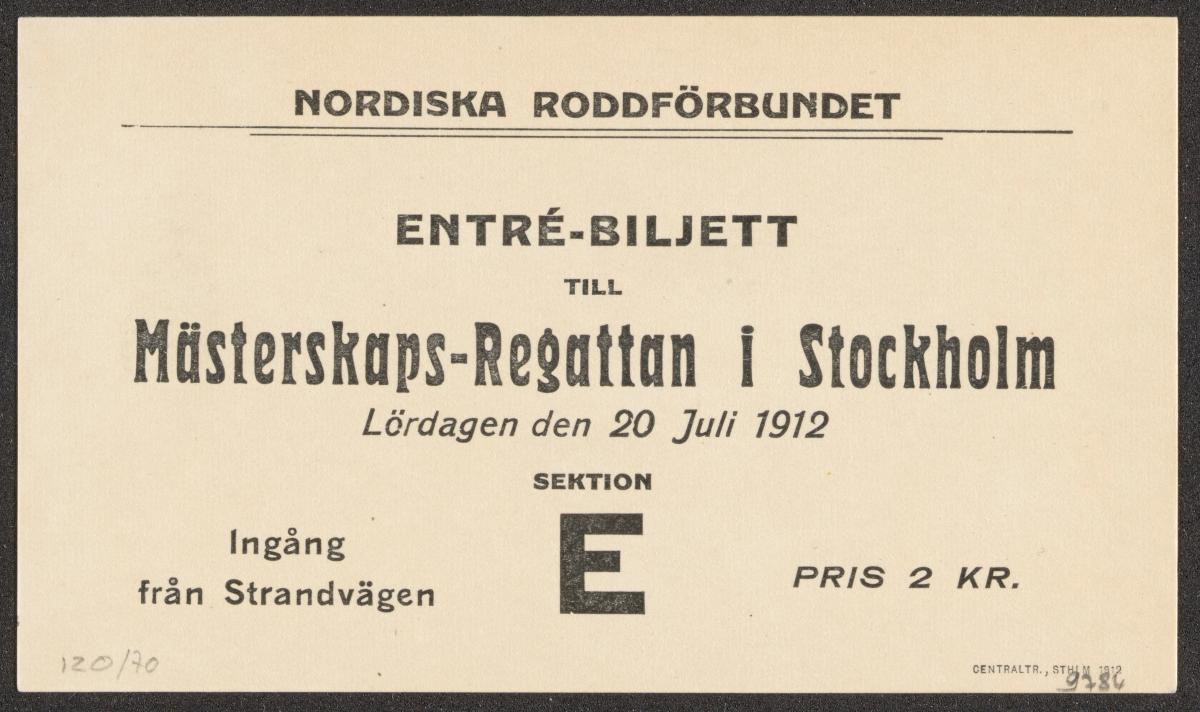 NORDISKA RODDFÖRBUNDET
ENTRÉ-BILJETT
TILL
Mästerskaps-Regattan i Stockholm
Lördagen den 20 Juli 1912
SEKTION
E
Ingång
från Strandvägen
PRIS 2 KR.
120/70
CENTRALTR., STHLM 1912
9784